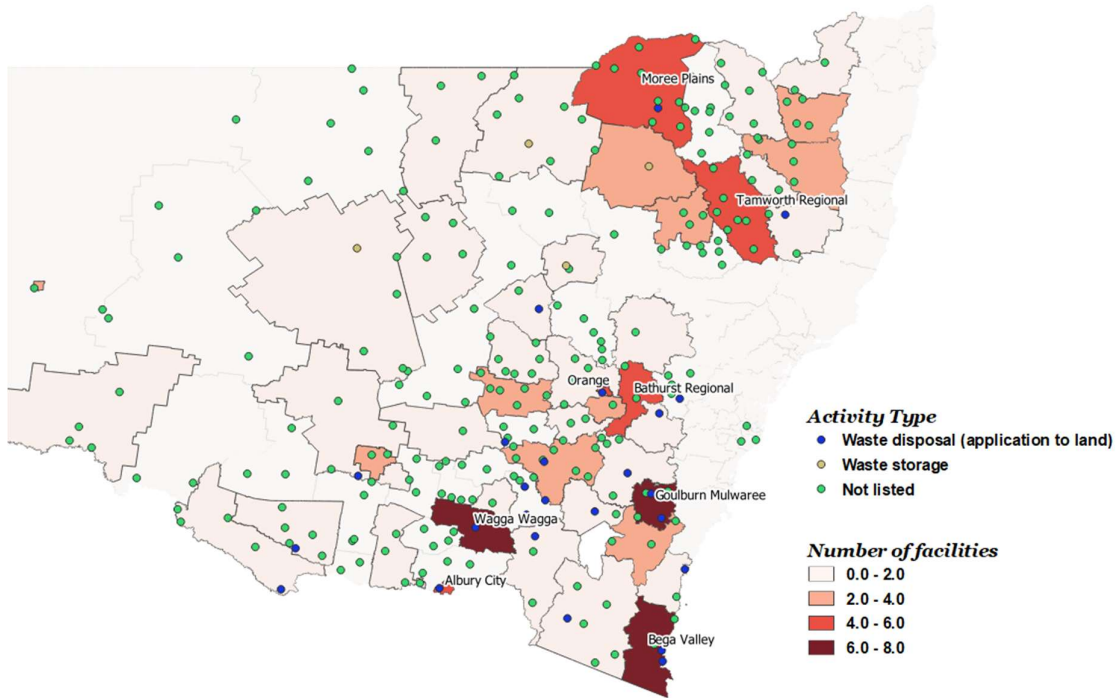 Moree Plains
Tamworth Regional
Orange
Bathurst Regional
Goulburn Mulwaree
Wagga Wagga
Albury City
Bega Valley
Activity Type
Waste disposal (application to land)
Waste storage
Not listed
Number of facilities
0.0 - 2.0
2.0 - 4.0
4.0 - 6.0
6.0 - 8.0